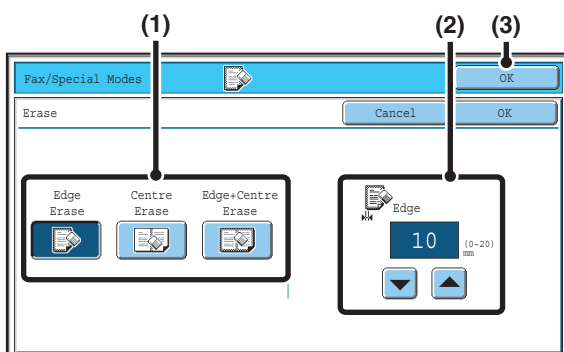 (1) (2) (3)
Fax/Special Modes OK
Erase Cancel OK
Edge Centre Edge+Centre
Erase Erase Erase
Edge
10 (0~20)
mm